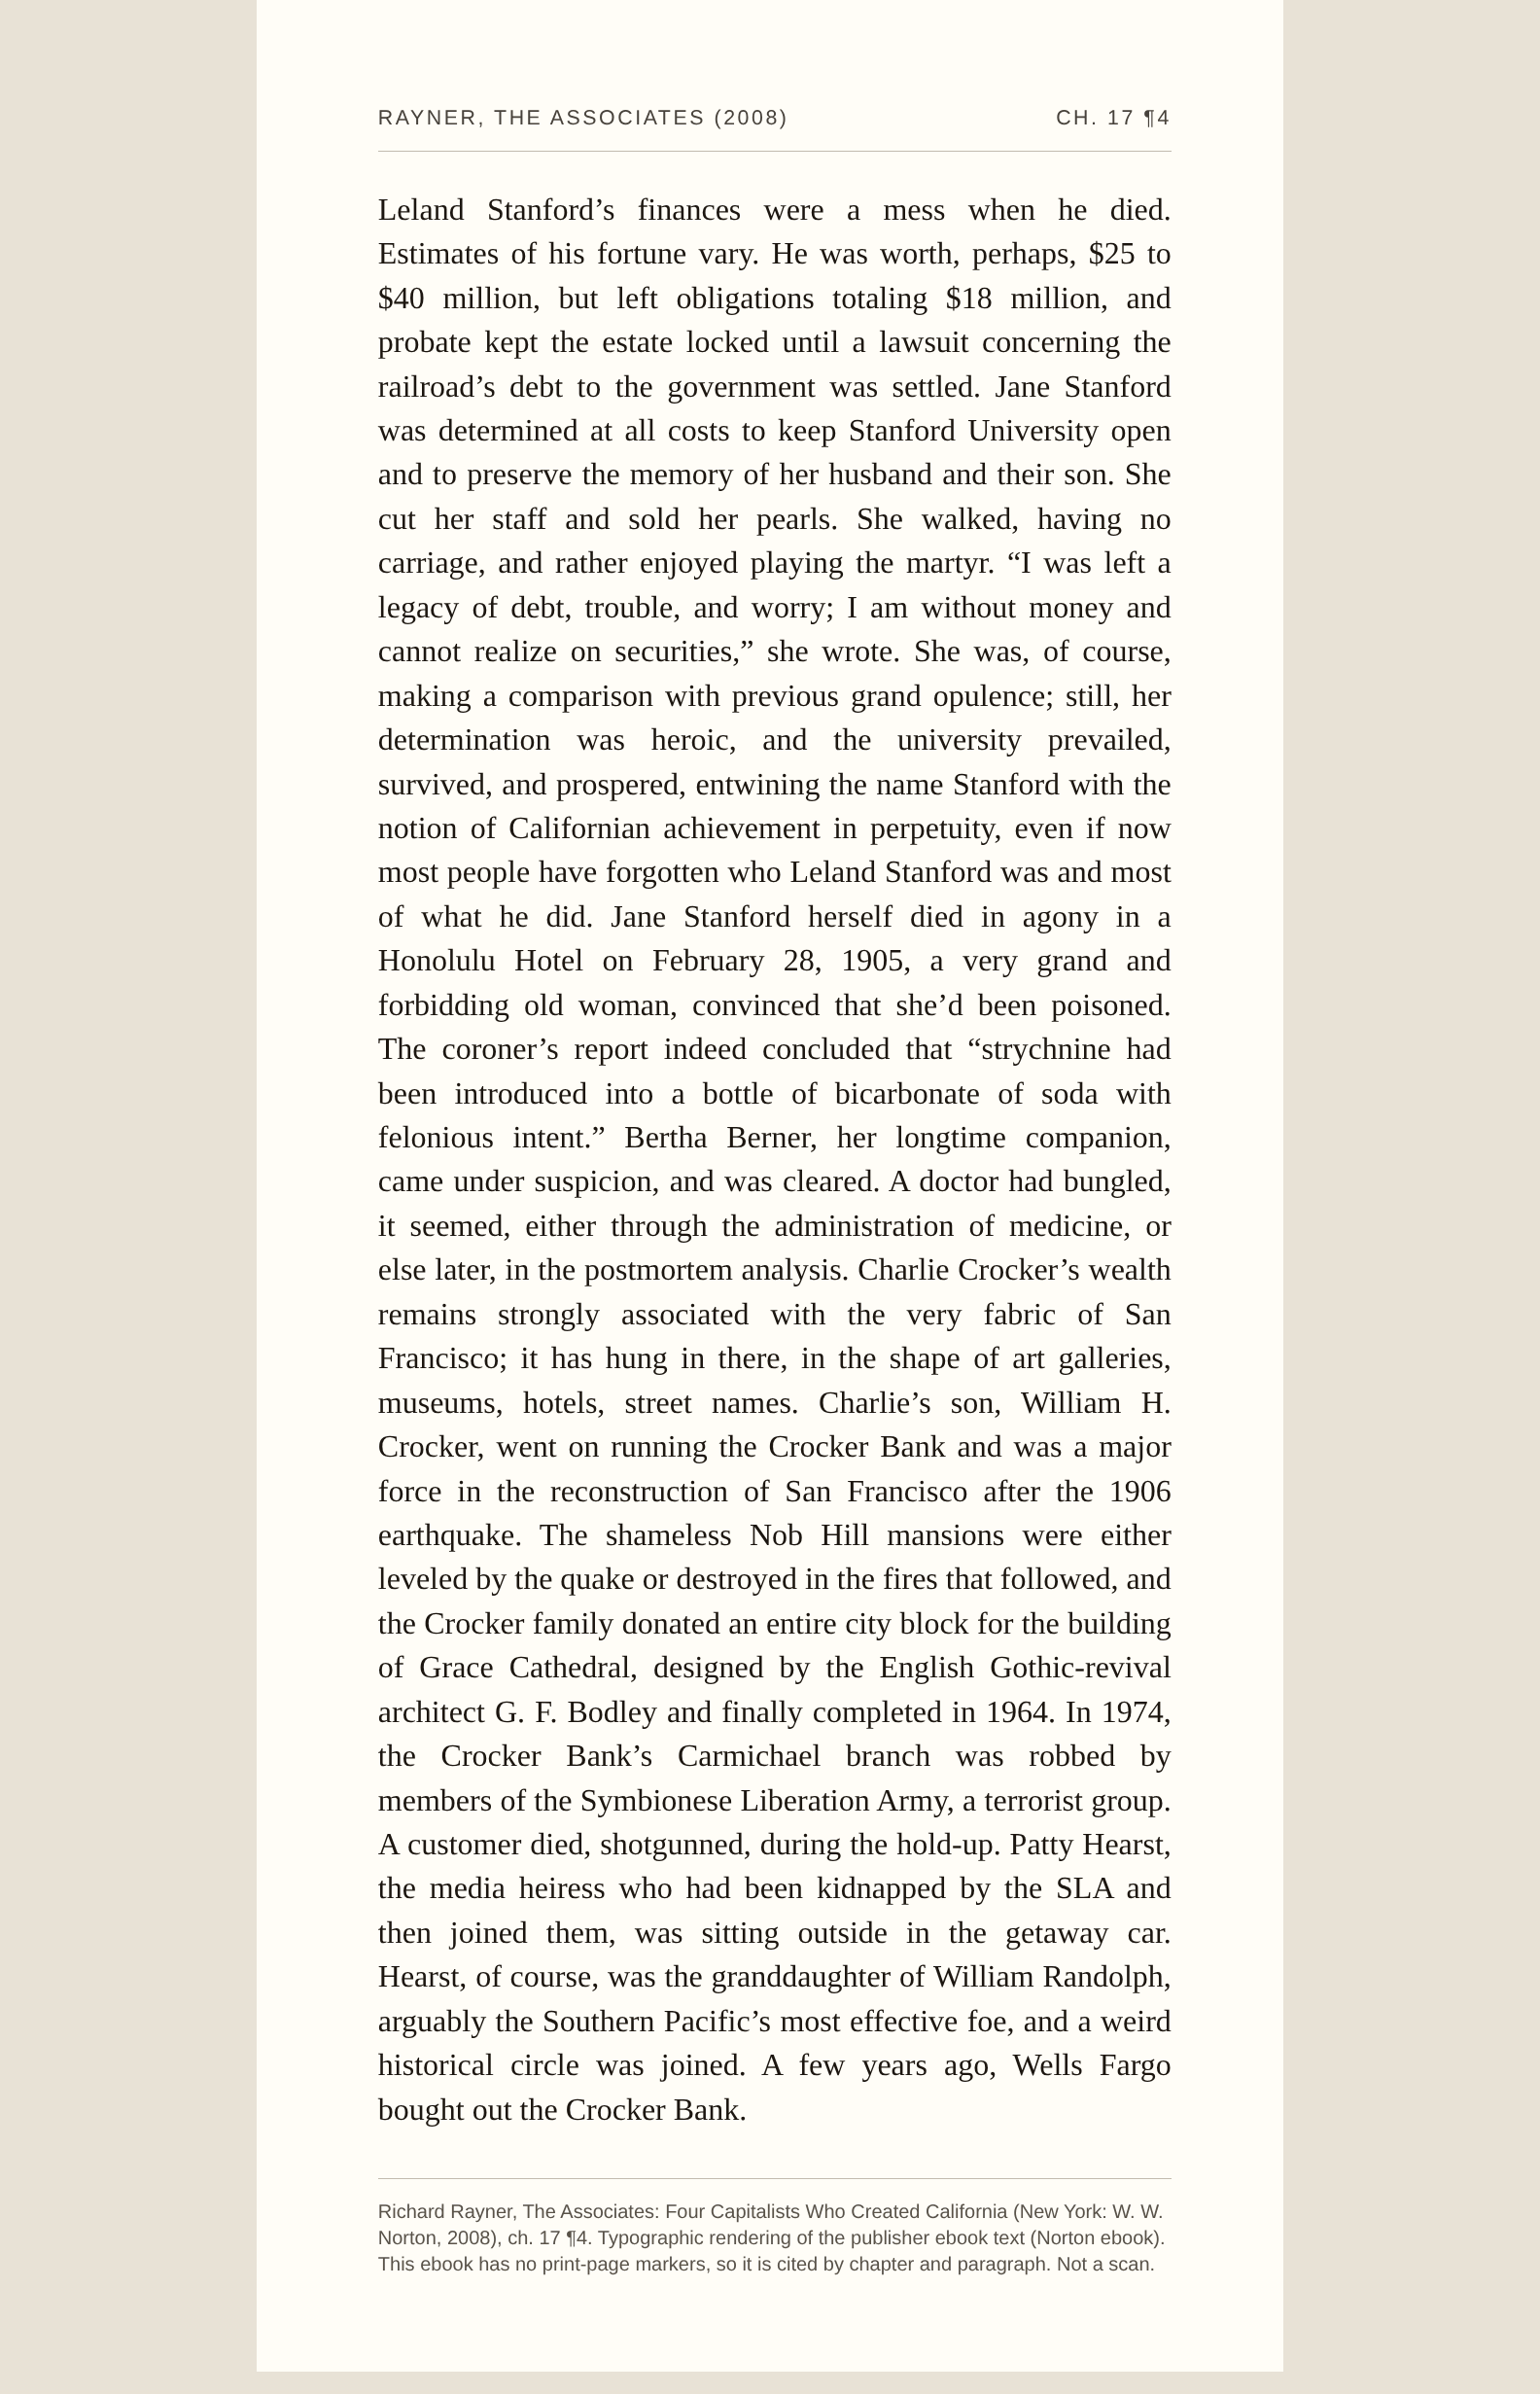 RAYNER, THE ASSOCIATES (2008) CH. 17 ¶4
Leland Stanford’s finances were a mess when he died.
Estimates of his fortune vary. He was worth, perhaps, $25 to
$40 million, but left obligations totaling $18 million, and
probate kept the estate locked until a lawsuit concerning the
railroad’s debt to the government was settled. Jane Stanford
was determined at all costs to keep Stanford University open
and to preserve the memory of her husband and their son. She
cut her staff and sold her pearls. She walked, having no
carriage, and rather enjoyed playing the martyr. “I was left a
legacy of debt, trouble, and worry; I am without money and
cannot realize on securities,” she wrote. She was, of course,
making a comparison with previous grand opulence; still, her
determination was heroic, and the university prevailed,
survived, and prospered, entwining the name Stanford with the
notion of Californian achievement in perpetuity, even if now
most people have forgotten who Leland Stanford was and most
of what he did. Jane Stanford herself died in agony in a
Honolulu Hotel on February 28, 1905, a very grand and
forbidding old woman, convinced that she’d been poisoned.
The coroner’s report indeed concluded that “strychnine had
been introduced into a bottle of bicarbonate of soda with
felonious intent.” Bertha Berner, her longtime companion,
came under suspicion, and was cleared. A doctor had bungled,
it seemed, either through the administration of medicine, or
else later, in the postmortem analysis. Charlie Crocker’s wealth
remains strongly associated with the very fabric of San
Francisco; it has hung in there, in the shape of art galleries,
museums, hotels, street names. Charlie’s son, William H.
Crocker, went on running the Crocker Bank and was a major
force in the reconstruction of San Francisco after the 1906
earthquake. The shameless Nob Hill mansions were either
leveled by the quake or destroyed in the fires that followed, and
the Crocker family donated an entire city block for the building
of Grace Cathedral, designed by the English Gothic-revival
architect G. F. Bodley and finally completed in 1964. In 1974,
the Crocker Bank’s Carmichael branch was robbed by
members of the Symbionese Liberation Army, a terrorist group.
A customer died, shotgunned, during the hold-up. Patty Hearst,
the media heiress who had been kidnapped by the SLA and
then joined them, was sitting outside in the getaway car.
Hearst, of course, was the granddaughter of William Randolph,
arguably the Southern Pacific’s most effective foe, and a weird
historical circle was joined. A few years ago, Wells Fargo
bought out the Crocker Bank.
Richard Rayner, The Associates: Four Capitalists Who Created California (New York: W. W.
Norton, 2008), ch. 17 ¶4. Typographic rendering of the publisher ebook text (Norton ebook).
This ebook has no print-page markers, so it is cited by chapter and paragraph. Not a scan.